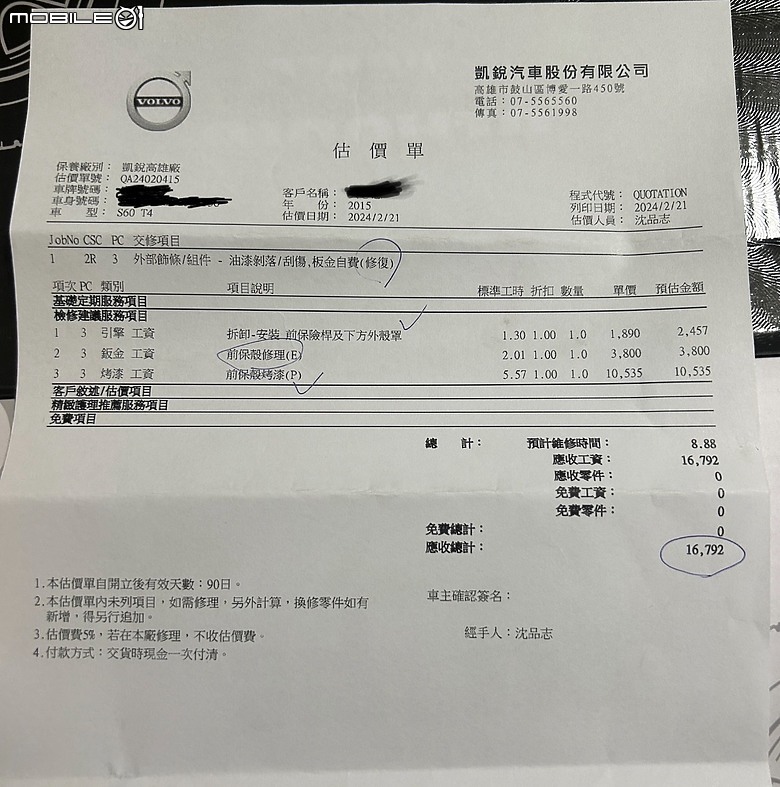 MOBILE01
VOLVO
凱銳汽車股份有限公司
高雄市鼓山區博愛一路450號
電話：07-5565560
傳真：07-5561998
估價單
保養廠別： 凱銳高雄廠
估價單號： QA24020415
車牌號碼：
車身號碼：
車 型： S60 T4
客戶名稱：
年 份： 2015
估價日期： 2024/2/21
程式代號： QUOTATION
列印日期： 2024/2/21
估價人員： 沈品志
JobNo CSC PC 交修項目
1 2R 3 外部飾條/組件 - 油漆剝落/刮傷,板金自費(修復)
項次 PC 類別 項目說明 標準工時 折扣 數量 單價 預估金額
基礎定期服務項目
檢修建議服務項目
1 3 引擎 工資 拆卸-安裝 前保險桿及下方外殼罩 1.30 1.00 1.0 1,890 2,457
2 3 鈑金 工資 前保殼修理(E) 2.01 1.00 1.0 3,800 3,800
3 3 烤漆 工資 前保殼烤漆(P) 5.57 1.00 1.0 10,535 10,535
客戶敘述/估價項目
精緻護理推薦服務項目
免費項目
總 計： 預計維修時間： 8.88
應收工資： 16,792
應收零件： 0
免費工資： 0
免費零件： 0
免費總計： 0
應收總計： 16,792
1.本估價單自開立後有效天數：90日。
2.本估價單內未列項目，如需修理，另外計算，換修零件如有
新增，得另行追加。
3.估價費5%，若在本廠修理，不收估價費。
4.付款方式：交貨時現金一次付清。
車主確認簽名：
經手人：沈品志